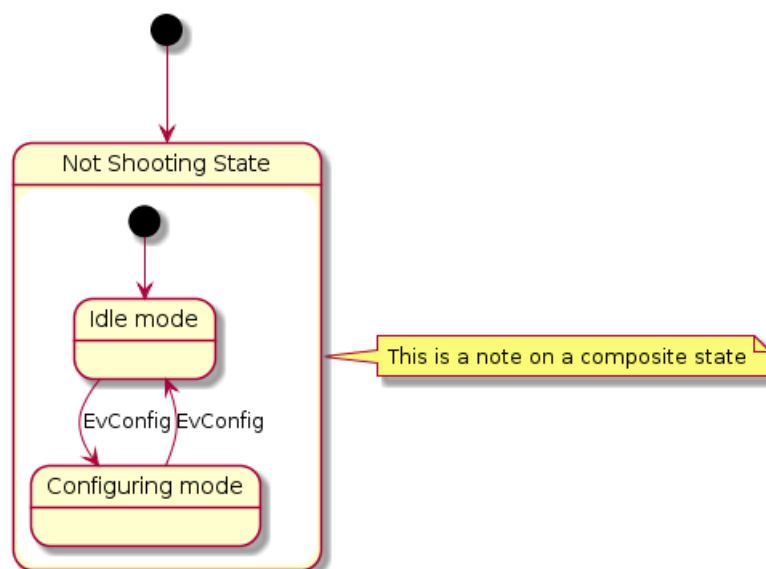 Not Shooting State
Idle mode
This is a note on a composite state
EvConfig EvConfig
Configuring mode